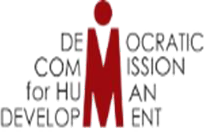 DEMOCRATIC
COMMISSION
for HUMAN
DEVELOPMENT